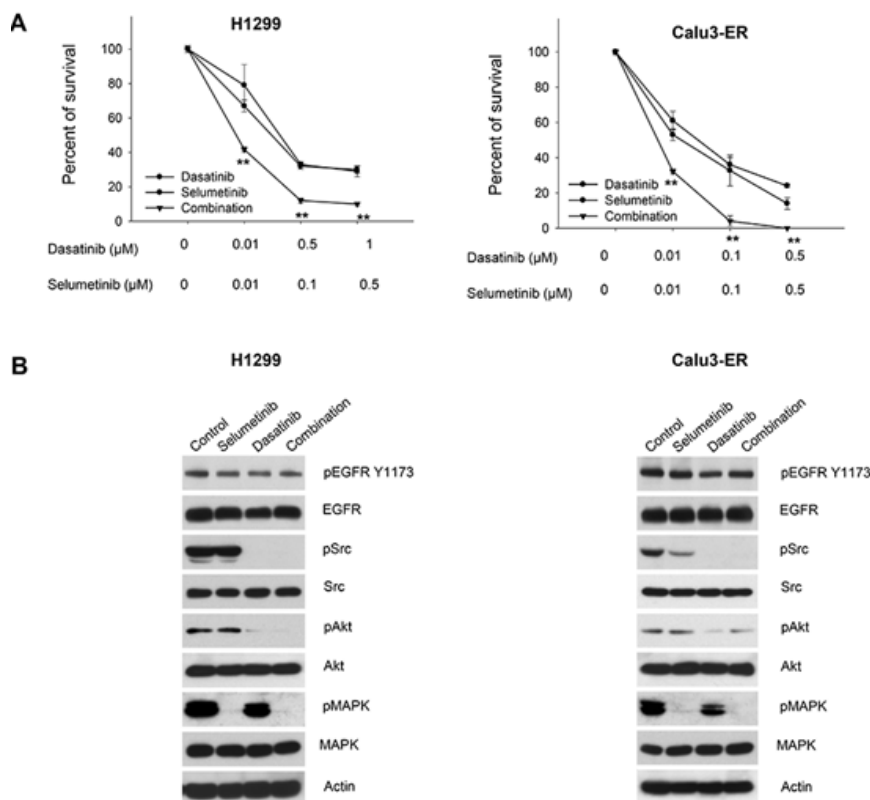 A
H1299
Percent of survival
100
80
60
40
20
0
Dasatinib
Selumetinib
Combination
**
**
**
Dasatinib (µM) 0 0.01 0.5 1
Selumetinib (µM) 0 0.01 0.1 0.5
Calu3-ER
Percent of survival
100
80
60
40
20
0
Dasatinib
Selumetinib
Combination
**
**
**
Dasatinib (µM) 0 0.01 0.1 0.5
Selumetinib (µM) 0 0.01 0.1 0.5
B
H1299
Control Selumetinib Dasatinib Combination
pEGFR Y1173
EGFR
pSrc
Src
pAkt
Akt
pMAPK
MAPK
Actin
Calu3-ER
Control Selumetinib Dasatinib Combination
pEGFR Y1173
EGFR
pSrc
Src
pAkt
Akt
pMAPK
MAPK
Actin